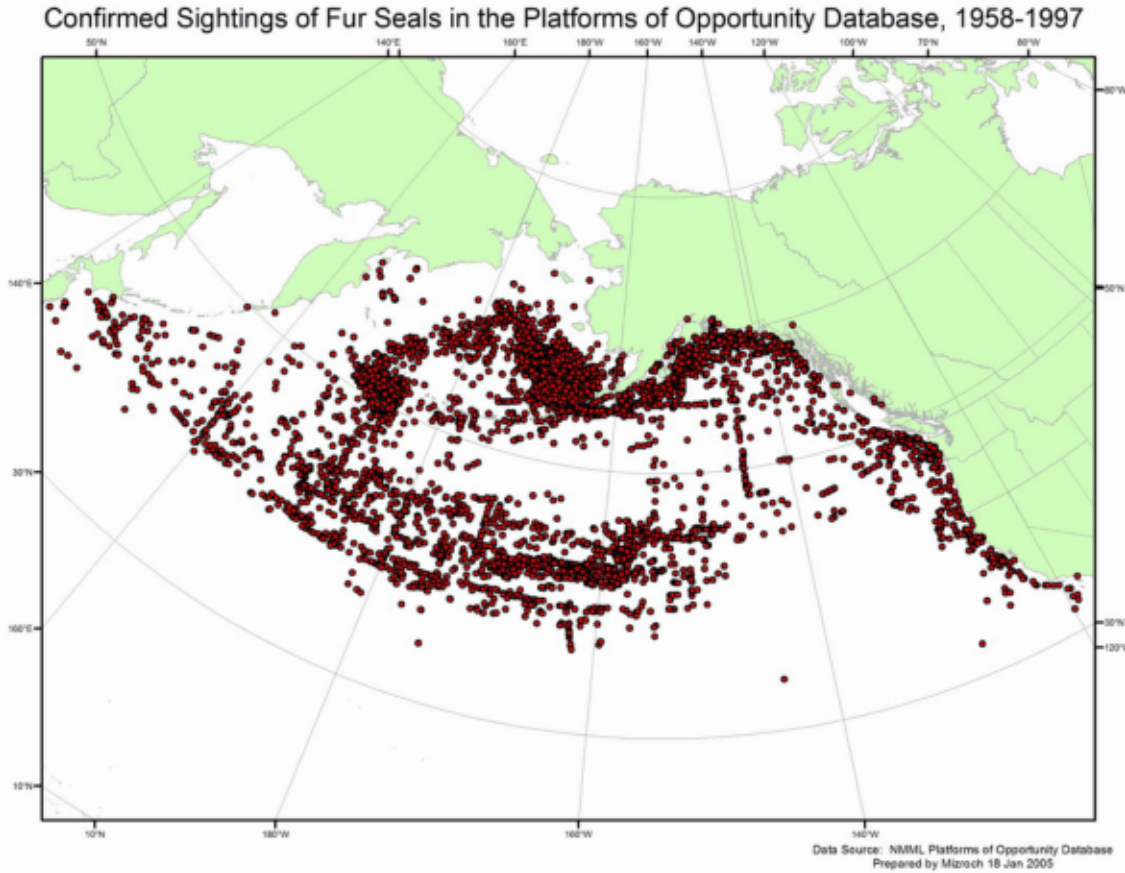 Confirmed Sightings of Fur Seals in the Platforms of Opportunity Database, 1958-1997
50°N 140°E 160°E 180°W 160°W 140°W 120°W 100°W 70°W 60°W
60°N
140°E 50°N
30°N
160°E 30°N
120°W
10°N
10°N 180°W 160°W 140°W
Data Source: NMML Platforms of Opportunity Database
Prepared by Mizroch 18 Jan 2005